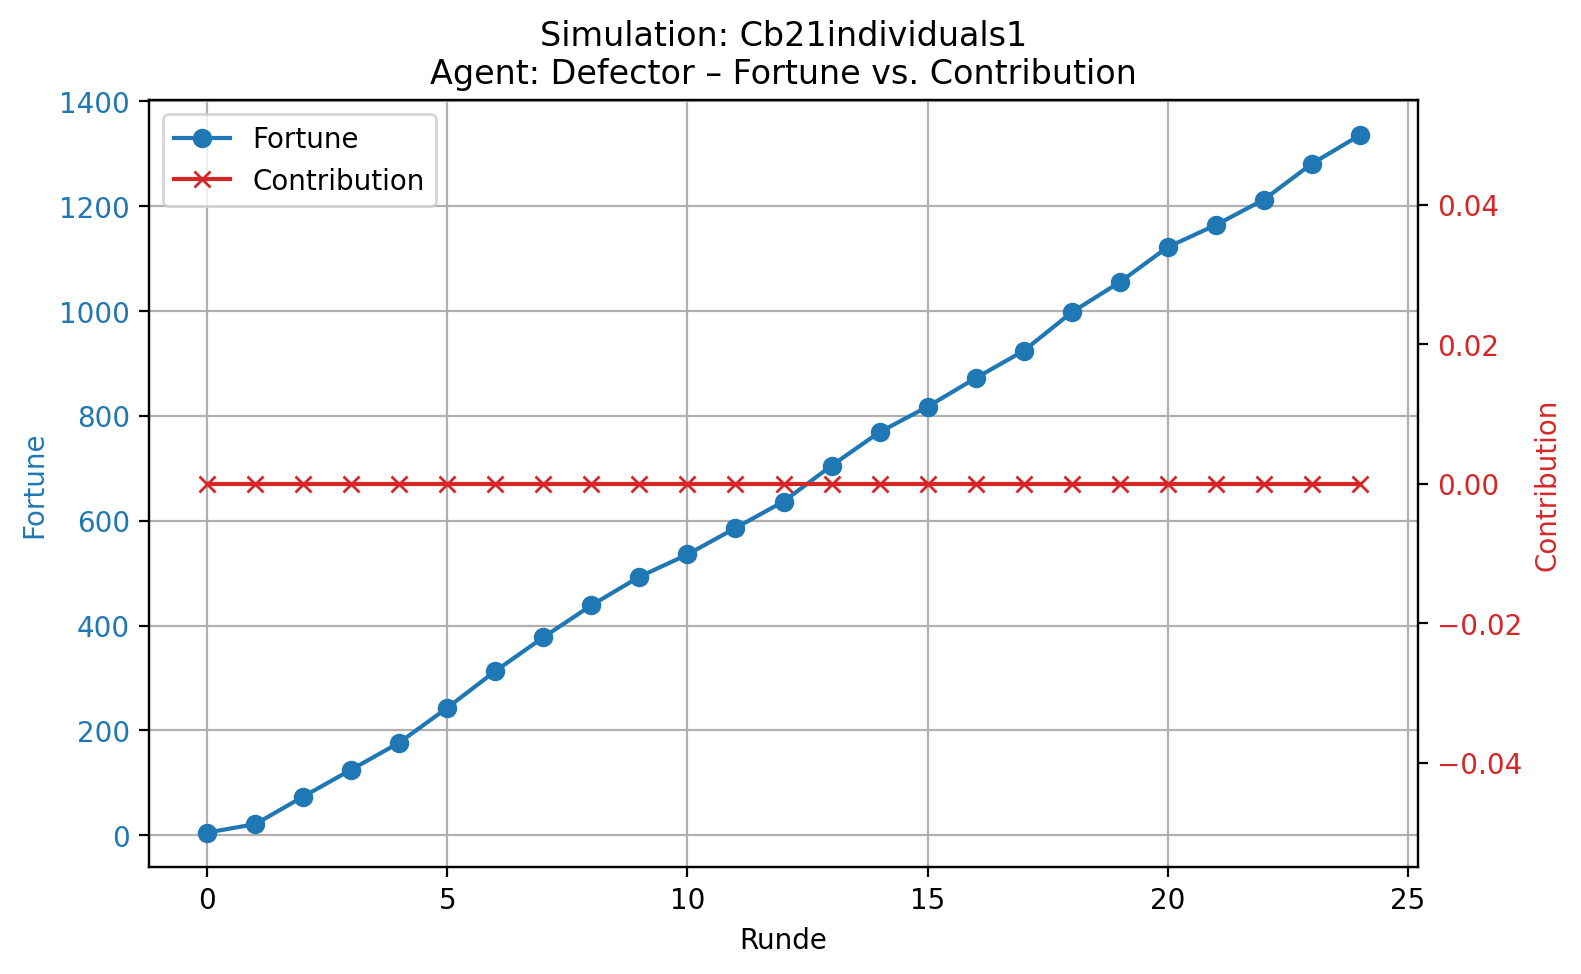 Simulation: Cb21individuals1
Agent: Defector – Fortune vs. Contribution
Fortune
Contribution
1400
1200
1000
800
600
400
200
0
Fortune
0.04
0.02
0.00
−0.02
−0.04
Contribution
0 5 10 15 20 25
Runde